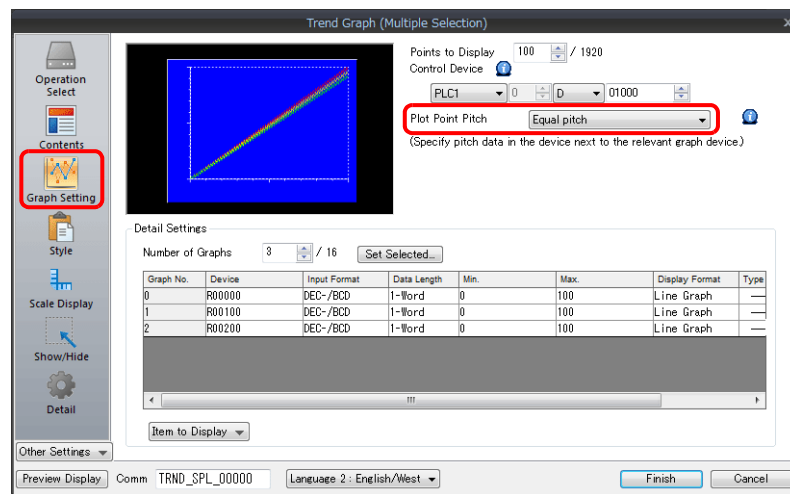 Trend Graph (Multiple Selection)
Operation
Select
Contents
Graph Setting
Style
Scale Display
Show/Hide
Detail
Other Settings
Points to Display 100 / 1920
Control Device
PLC1 0 D 01000
Plot Point Pitch Equal pitch
(Specify pitch data in the device next to the relevant graph device.)
Detail Settings
Number of Graphs 3 / 16 Set Selected...
Graph No. Device Input Format Data Length Min. Max. Display Format Type
0 R00000 DEC-/BCD 1-Word 0 100 Line Graph
1 R00100 DEC-/BCD 1-Word 0 100 Line Graph
2 R00200 DEC-/BCD 1-Word 0 100 Line Graph
Item to Display
Preview Display Comm TRND_SPL_00000 Language 2 : English/West Finish Cancel